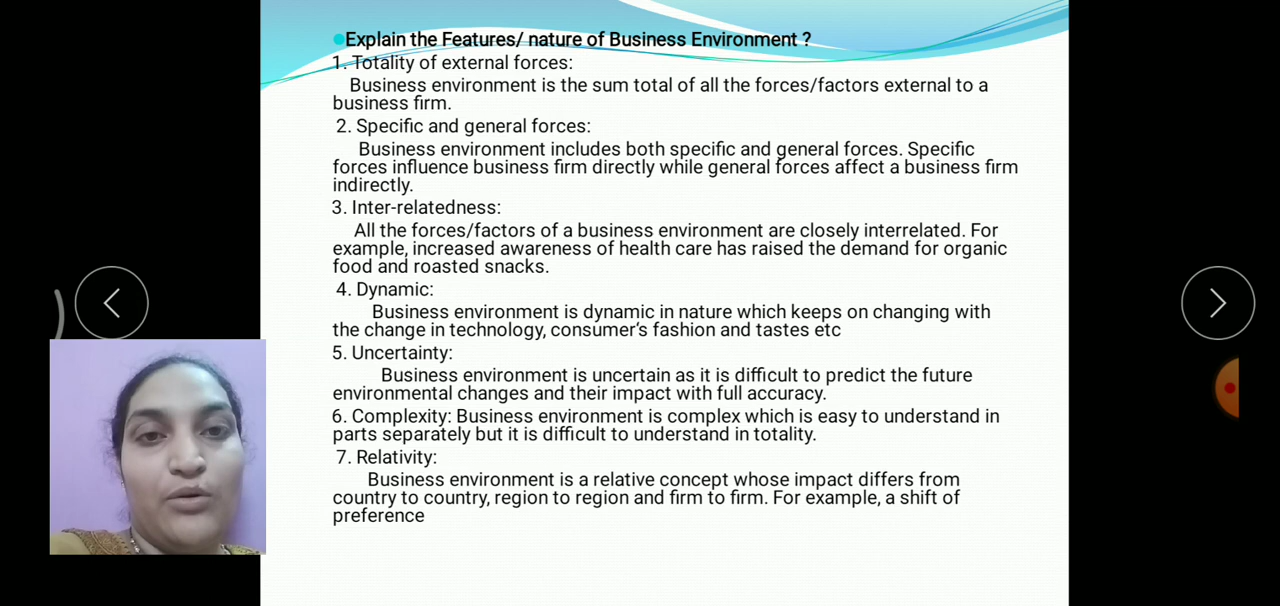 Explain the Features/ nature of Business Environment ?
1. Totality of external forces:
Business environment is the sum total of all the forces/factors external to a
business firm.
2. Specific and general forces:
Business environment includes both specific and general forces. Specific
forces influence business firm directly while general forces affect a business firm
indirectly.
3. Inter-relatedness:
All the forces/factors of a business environment are closely interrelated. For
example, increased awareness of health care has raised the demand for organic
food and roasted snacks.
4. Dynamic:
Business environment is dynamic in nature which keeps on changing with
the change in technology, consumer‘s fashion and tastes etc
5. Uncertainty:
Business environment is uncertain as it is difficult to predict the future
environmental changes and their impact with full accuracy.
6. Complexity: Business environment is complex which is easy to understand in
parts separately but it is difficult to understand in totality.
7. Relativity:
Business environment is a relative concept whose impact differs from
country to country, region to region and firm to firm. For example, a shift of
preference